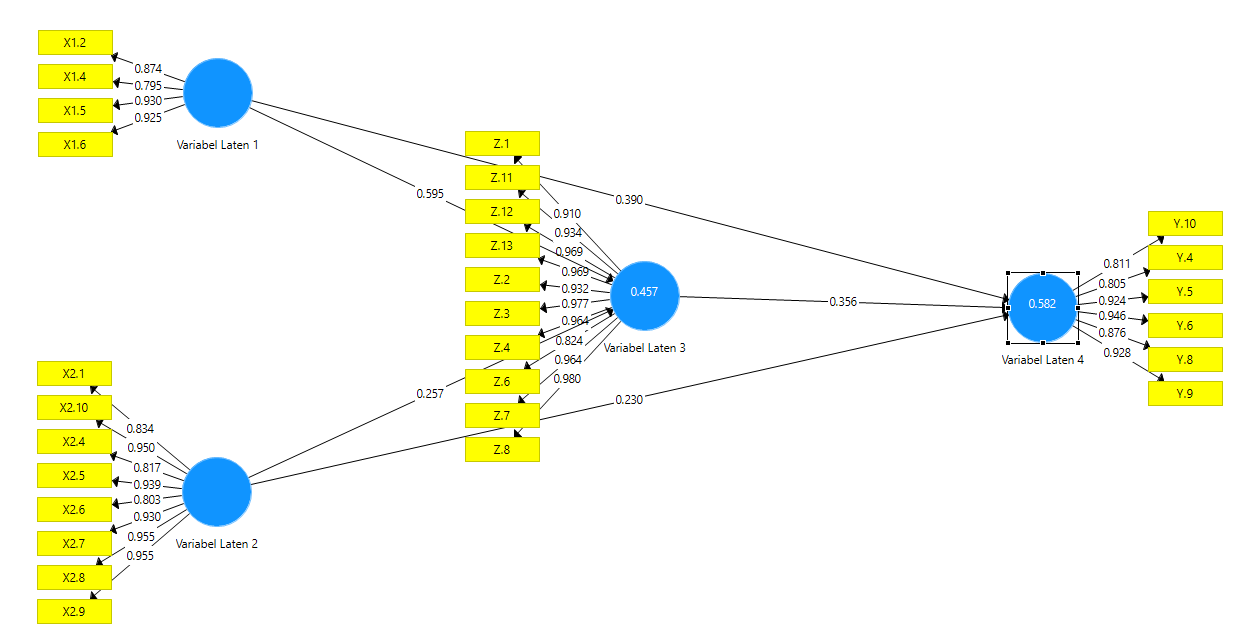 X1.2
X1.4
X1.5
X1.6
0.874
0.795
0.930
0.925
Variabel Laten 1
0.595
0.390
Z.1
Z.11
Z.12
Z.13
Z.2
Z.3
Z.4
Z.6
Z.7
Z.8
0.910
0.934
0.969
0.969
0.932
0.977
0.964
0.824
0.964
0.980
0.457
Variabel Laten 3
0.356
0.582
Variabel Laten 4
0.811
0.805
0.924
0.946
0.876
0.928
Y.10
Y.4
Y.5
Y.6
Y.8
Y.9
X2.1
X2.10
X2.4
X2.5
X2.6
X2.7
X2.8
X2.9
0.834
0.950
0.817
0.939
0.803
0.930
0.955
0.955
Variabel Laten 2
0.257
0.230